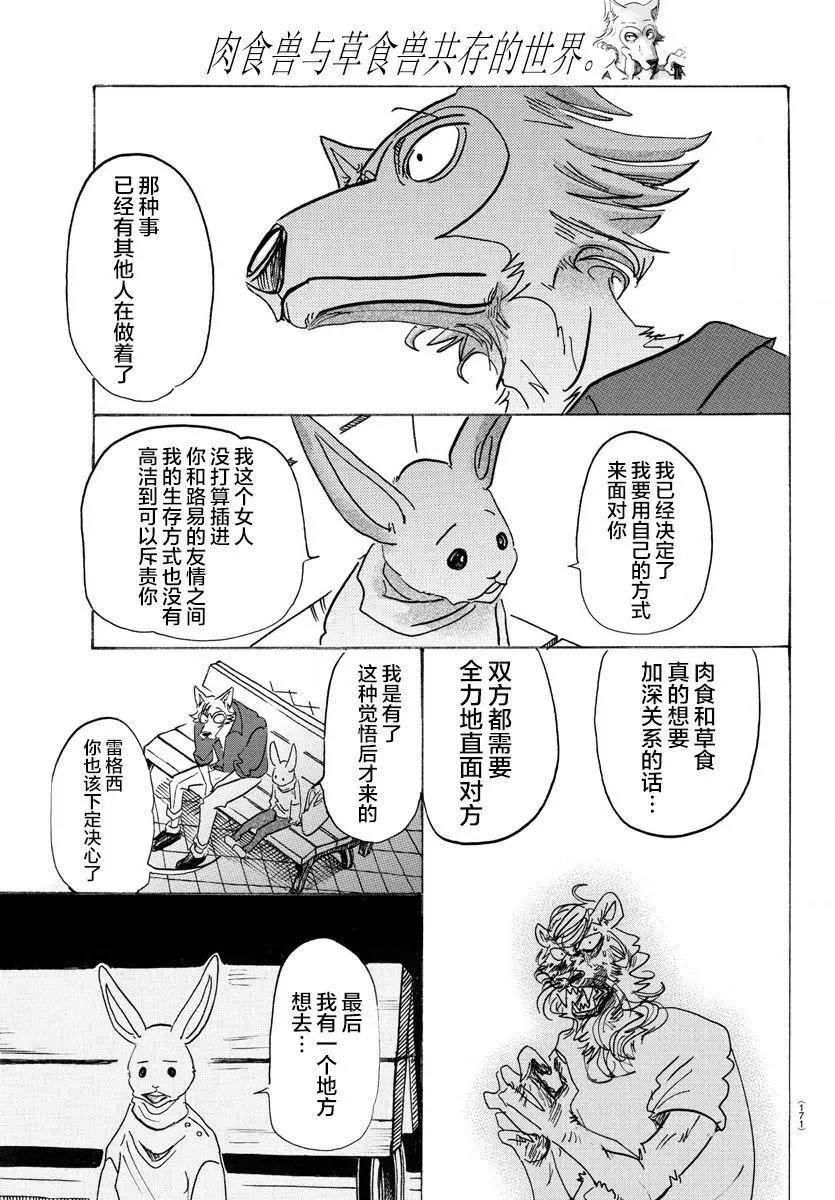 肉食兽与草食兽共存的世界。
那种事
已经有其他人在做着了
我已经决定了
我要用自己的方式
来面对你
我这个女人
没打算插进
你和路易的友情之间
我的生存方式也没有
高洁到可以斥责你
肉食和草食
真的想要
加深关系的话…
双方都需要
全力地直面对方
我是有了
这种觉悟后才来的
雷格西
你也该下定决心了
最后
我有一个地方
想去…
(171)